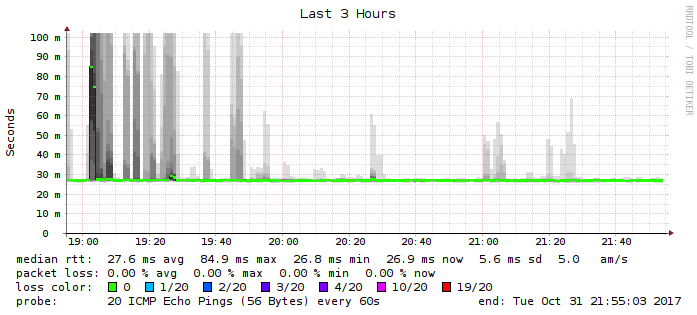 Last 3 Hours
RRDTOOL / TOBI OETIKER
Seconds
100 m
90 m
80 m
70 m
60 m
50 m
40 m
30 m
20 m
10 m
0
19:00 19:20 19:40 20:00 20:20 20:40 21:00 21:20 21:40
median rtt: 27.6 ms avg 84.9 ms max 26.8 ms min 26.9 ms now 5.6 ms sd 5.0 am/s
packet loss: 0.00 % avg 0.00 % max 0.00 % min 0.00 % now
loss color: 0 1/20 2/20 3/20 4/20 10/20 19/20
probe: 20 ICMP Echo Pings (56 Bytes) every 60s end: Tue Oct 31 21:55:03 2017